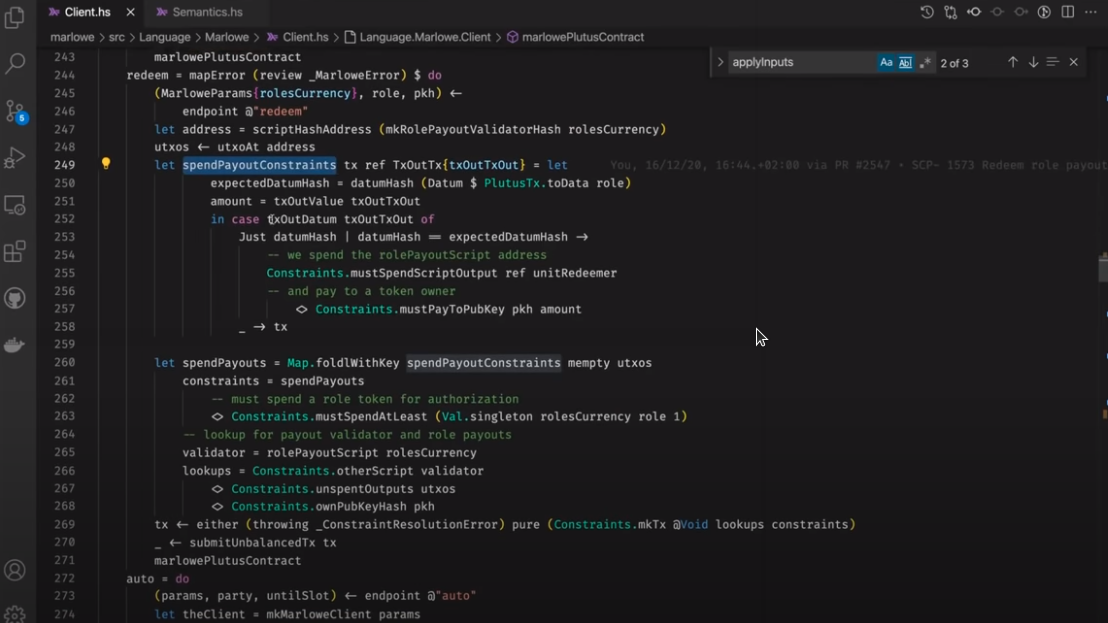 Client.hs
Semantics.hs
marlowe > src > Language > Marlowe > Client.hs > Language.Marlowe.Client > marlowePlutusContract
applyInputs
Aa
Abl
.*
2 of 3
5
243 marlowePlutusContract
244 redeem = mapError (review _MarloweError) $ do
245 (MarloweParams{rolesCurrency}, role, pkh) ←
246 endpoint @"redeem"
247 let address = scriptHashAddress (mkRolePayoutValidatorHash rolesCurrency)
248 utxos ← utxoAt address
249 let spendPayoutConstraints tx ref TxOutTx{txOutTxOut} = let You, 16/12/20, 16:44.+02:00 via PR #2547 • SCP- 1573 Redeem role payout
250 expectedDatumHash = datumHash (Datum $ PlutusTx.toData role)
251 amount = txOutValue txOutTxOut
252 in case txOutDatum txOutTxOut of
253 Just datumHash | datumHash == expectedDatumHash →
254 -- we spend the rolePayoutScript address
255 Constraints.mustSpendScriptOutput ref unitRedeemer
256 -- and pay to a token owner
257 <> Constraints.mustPayToPubKey pkh amount
258 _ → tx
259
260 let spendPayouts = Map.foldlWithKey spendPayoutConstraints mempty utxos
261 constraints = spendPayouts
262 -- must spend a role token for authorization
263 <> Constraints.mustSpendAtLeast (Val.singleton rolesCurrency role 1)
264 -- lookup for payout validator and role payouts
265 validator = rolePayoutScript rolesCurrency
266 lookups = Constraints.otherScript validator
267 <> Constraints.unspentOutputs utxos
268 <> Constraints.ownPubKeyHash pkh
269 tx ← either (throwing _ConstraintResolutionError) pure (Constraints.mkTx @Void lookups constraints)
270 _ ← submitUnbalancedTx tx
271 marlowePlutusContract
272 auto = do
273 (params, party, untilSlot) ← endpoint @"auto"
274 let theClient = mkMarloweClient params